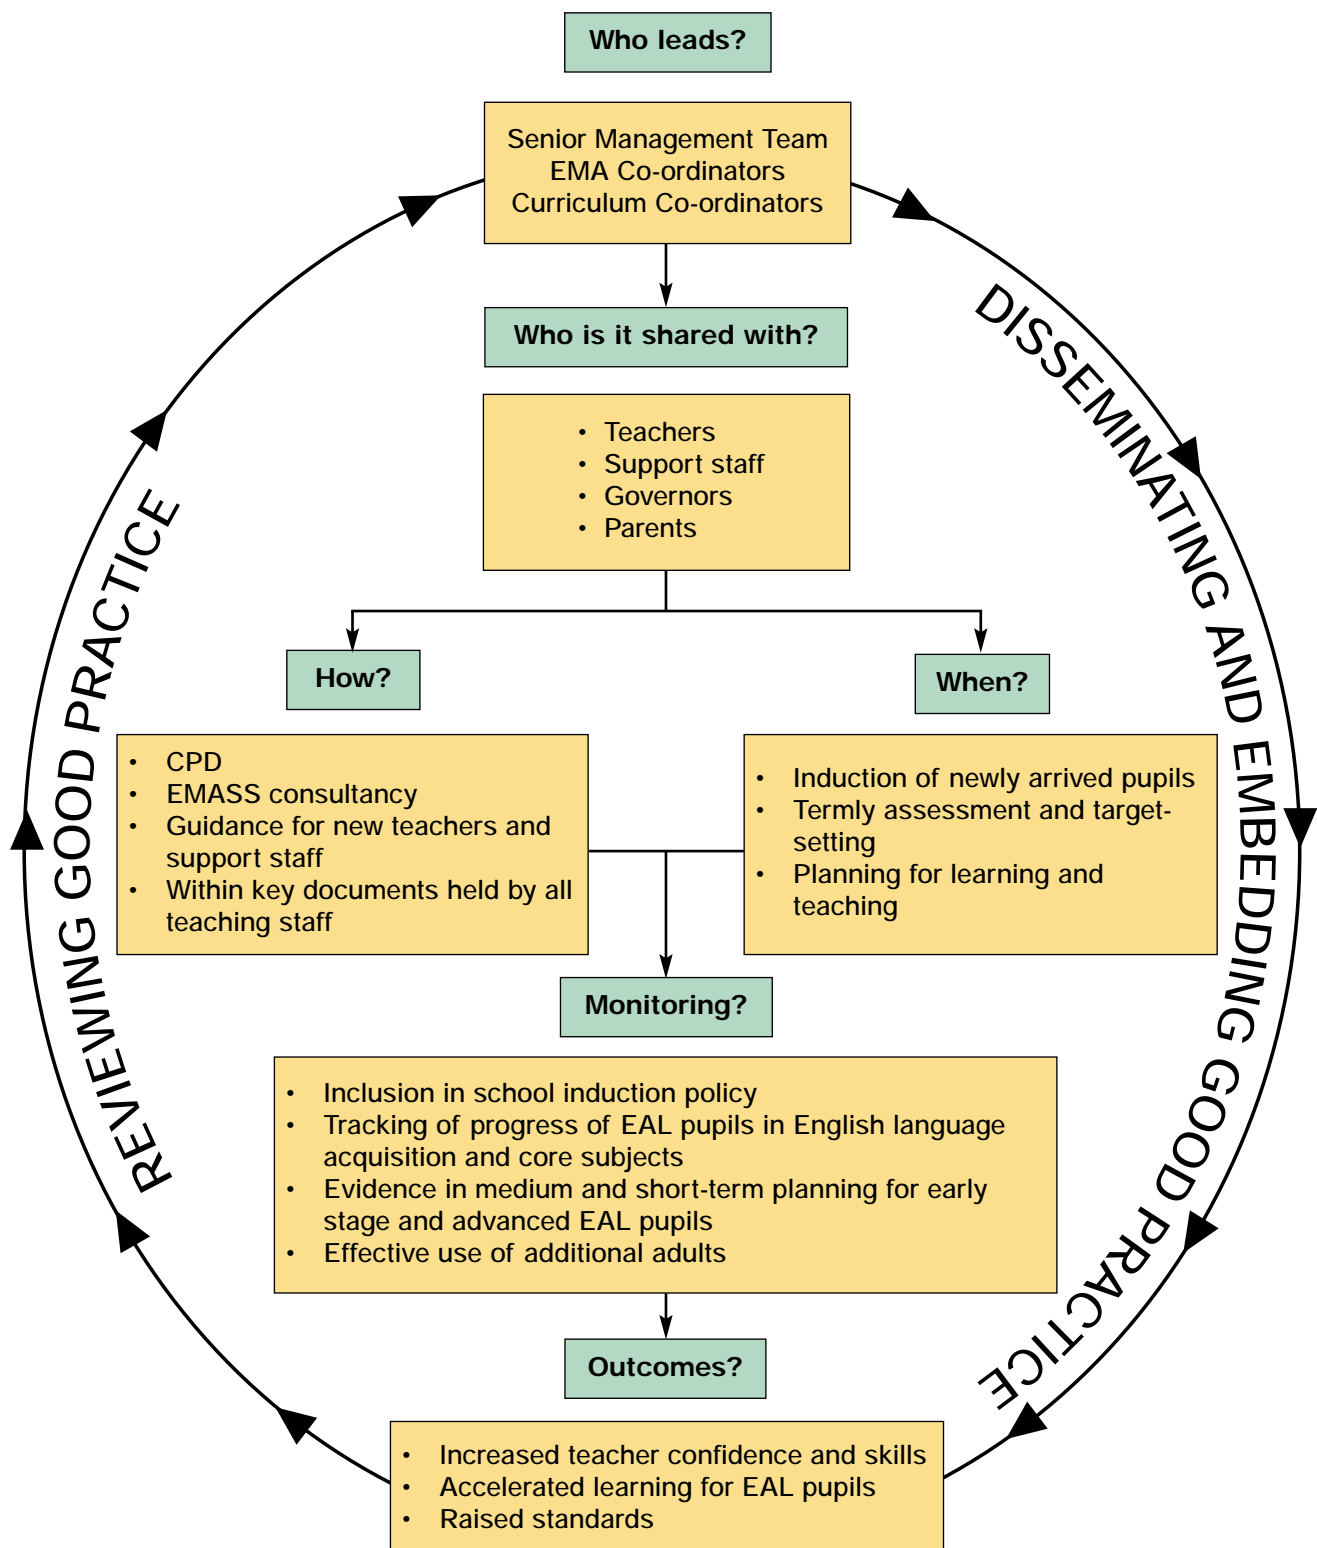 Who leads?
Senior Management Team
EMA Co-ordinators
Curriculum Co-ordinators
Who is it shared with?
• Teachers
• Support staff
• Governors
• Parents
How?
• CPD
• EMASS consultancy
• Guidance for new teachers and
support staff
• Within key documents held by all
teaching staff
When?
• Induction of newly arrived pupils
• Termly assessment and target-
setting
• Planning for learning and
teaching
Monitoring?
• Inclusion in school induction policy
• Tracking of progress of EAL pupils in English language
acquisition and core subjects
• Evidence in medium and short-term planning for early
stage and advanced EAL pupils
• Effective use of additional adults
Outcomes?
• Increased teacher confidence and skills
• Accelerated learning for EAL pupils
• Raised standards
DISSEMINATING AND EMBEDDING GOOD PRACTICE
REVIEWING GOOD PRACTICE